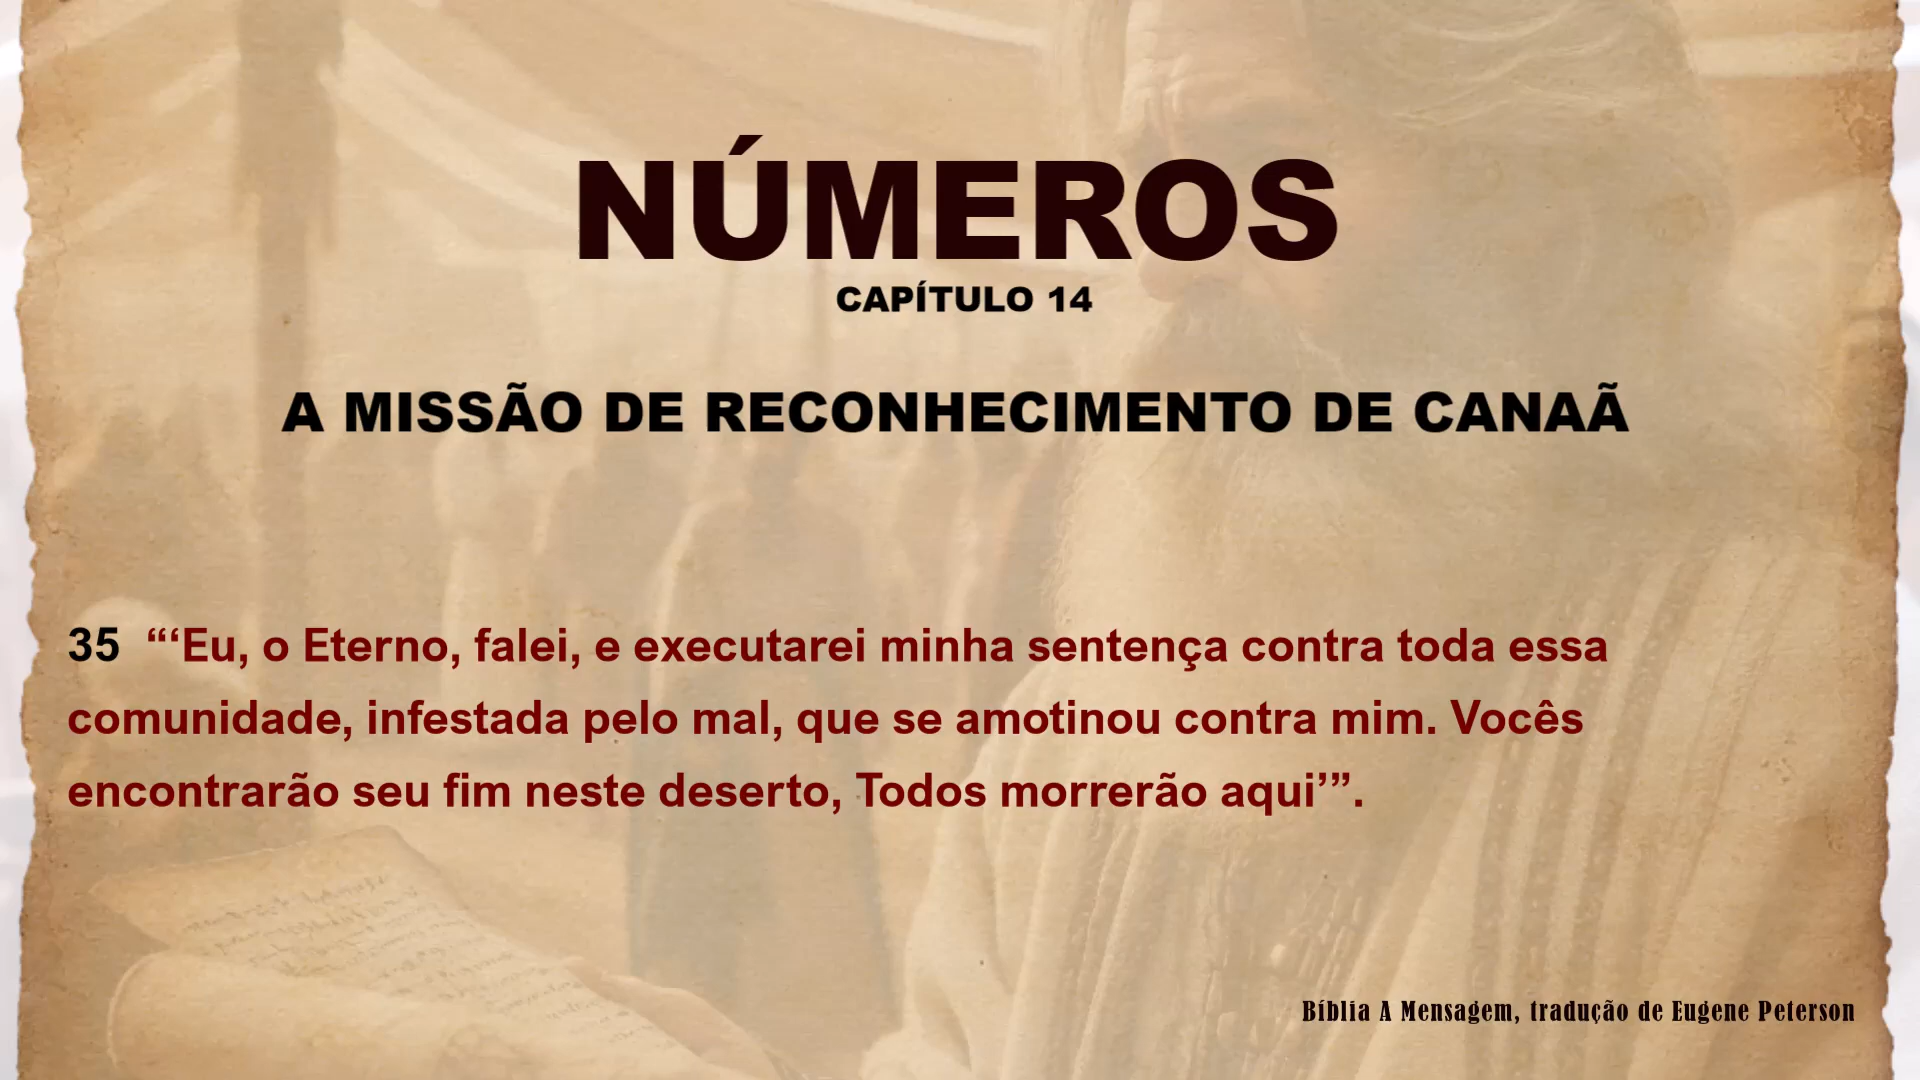 NÚMEROS
CAPÍTULO 14
A MISSÃO DE RECONHECIMENTO DE CANAÃ
35 “‘Eu, o Eterno, falei, e executarei minha sentença contra toda essa
comunidade, infestada pelo mal, que se amotinou contra mim. Vocês
encontrarão seu fim neste deserto, Todos morrerão aqui’”.
Bíblia A Mensagem, tradução de Eugene Peterson